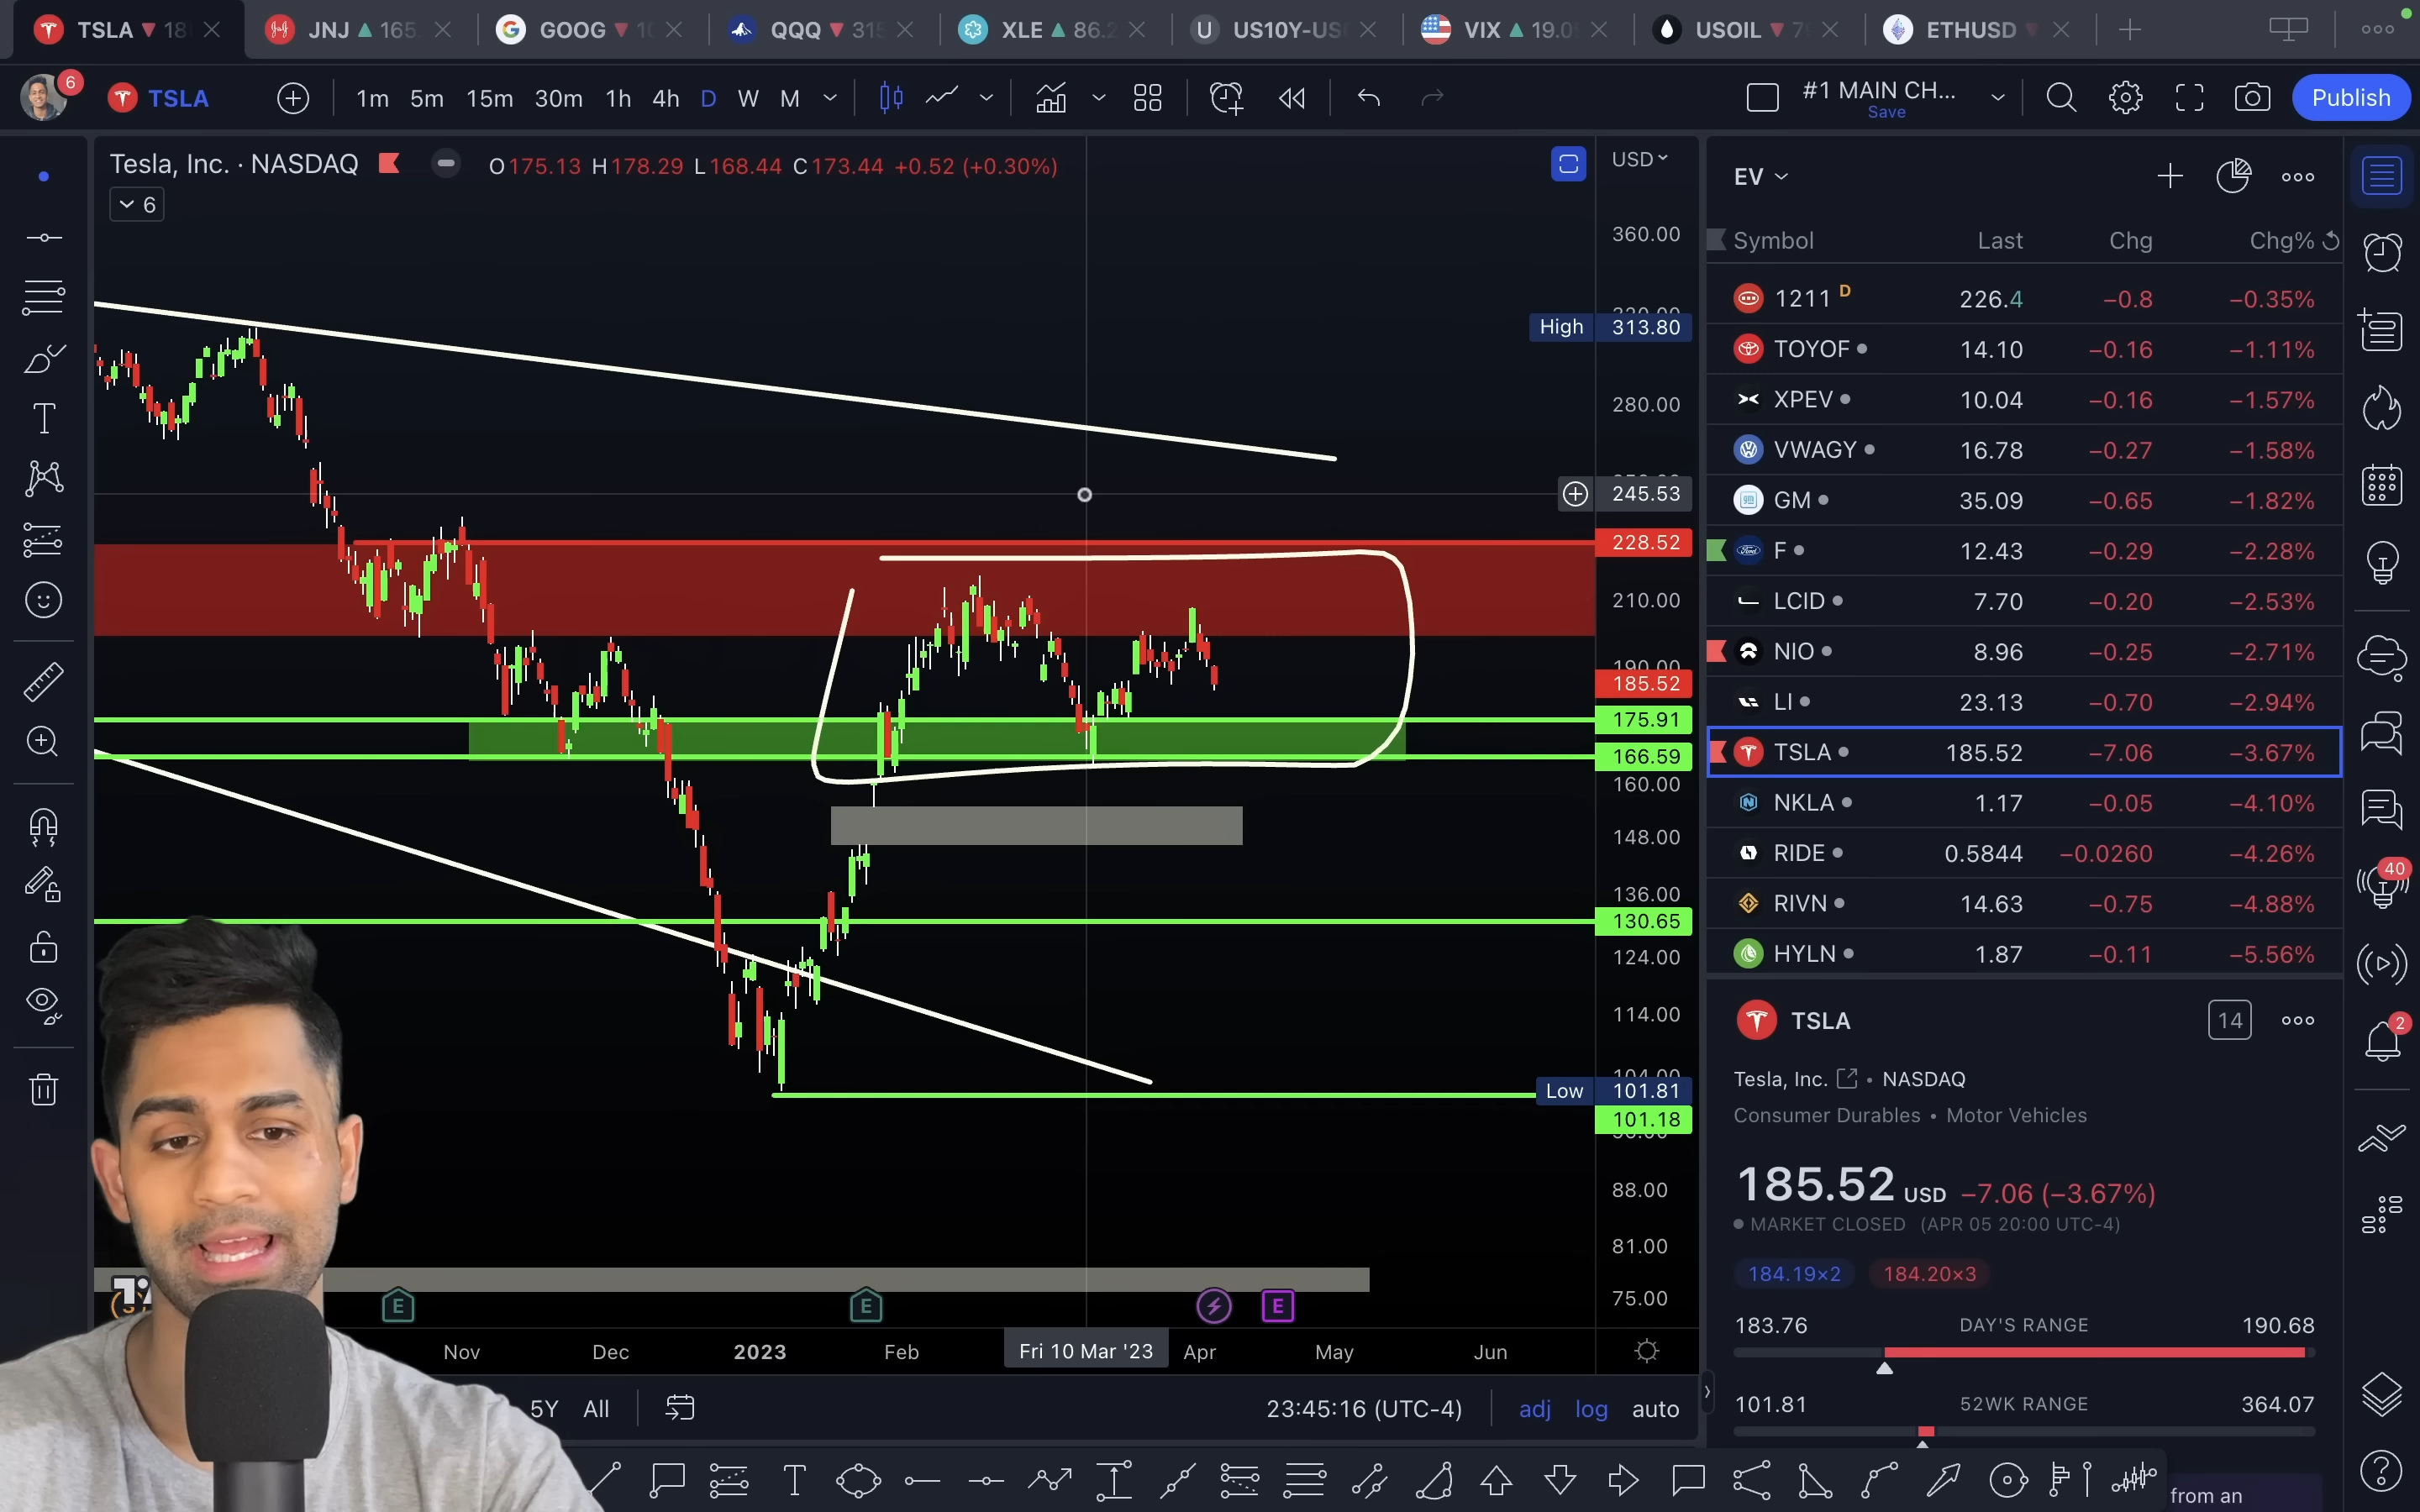 TSLA 18
JNJ 165.
GOOG 1
QQQ 315
XLE 86.2
US10Y-US
VIX 19.0
USOIL 7
ETHUSD
6
TSLA
1m 5m 15m 30m 1h 4h D W M
#1 MAIN CH...
Save
Publish
Tesla, Inc. · NASDAQ
O175.13 H178.29 L168.44 C173.44 +0.52 (+0.30%)
6
USD
360.00
High 313.80
280.00
245.53
228.52
210.00
190.00
185.52
175.91
166.59
160.00
148.00
136.00
130.65
124.00
114.00
104.00
Low 101.81
101.18
88.00
81.00
75.00
E
E
E
Nov Dec 2023 Feb Fri 10 Mar '23 Apr May Jun
5Y All
23:45:16 (UTC-4)
adj log auto
EV
Symbol Last Chg Chg%
1211 D 226.4 −0.8 −0.35%
TOYOF 14.10 −0.16 −1.11%
XPEV 10.04 −0.16 −1.57%
VWAGY 16.78 −0.27 −1.58%
GM 35.09 −0.65 −1.82%
F 12.43 −0.29 −2.28%
LCID 7.70 −0.20 −2.53%
NIO 8.96 −0.25 −2.71%
LI 23.13 −0.70 −2.94%
TSLA 185.52 −7.06 −3.67%
NKLA 1.17 −0.05 −4.10%
RIDE 0.5844 −0.0260 −4.26%
RIVN 14.63 −0.75 −4.88%
HYLN 1.87 −0.11 −5.56%
TSLA
14
Tesla, Inc. • NASDAQ
Consumer Durables • Motor Vehicles
185.52 USD −7.06 (−3.67%)
MARKET CLOSED (APR 05 20:00 UTC-4)
184.19×2 184.20×3
183.76 DAY'S RANGE 190.68
101.81 52WK RANGE 364.07
from an
40
2